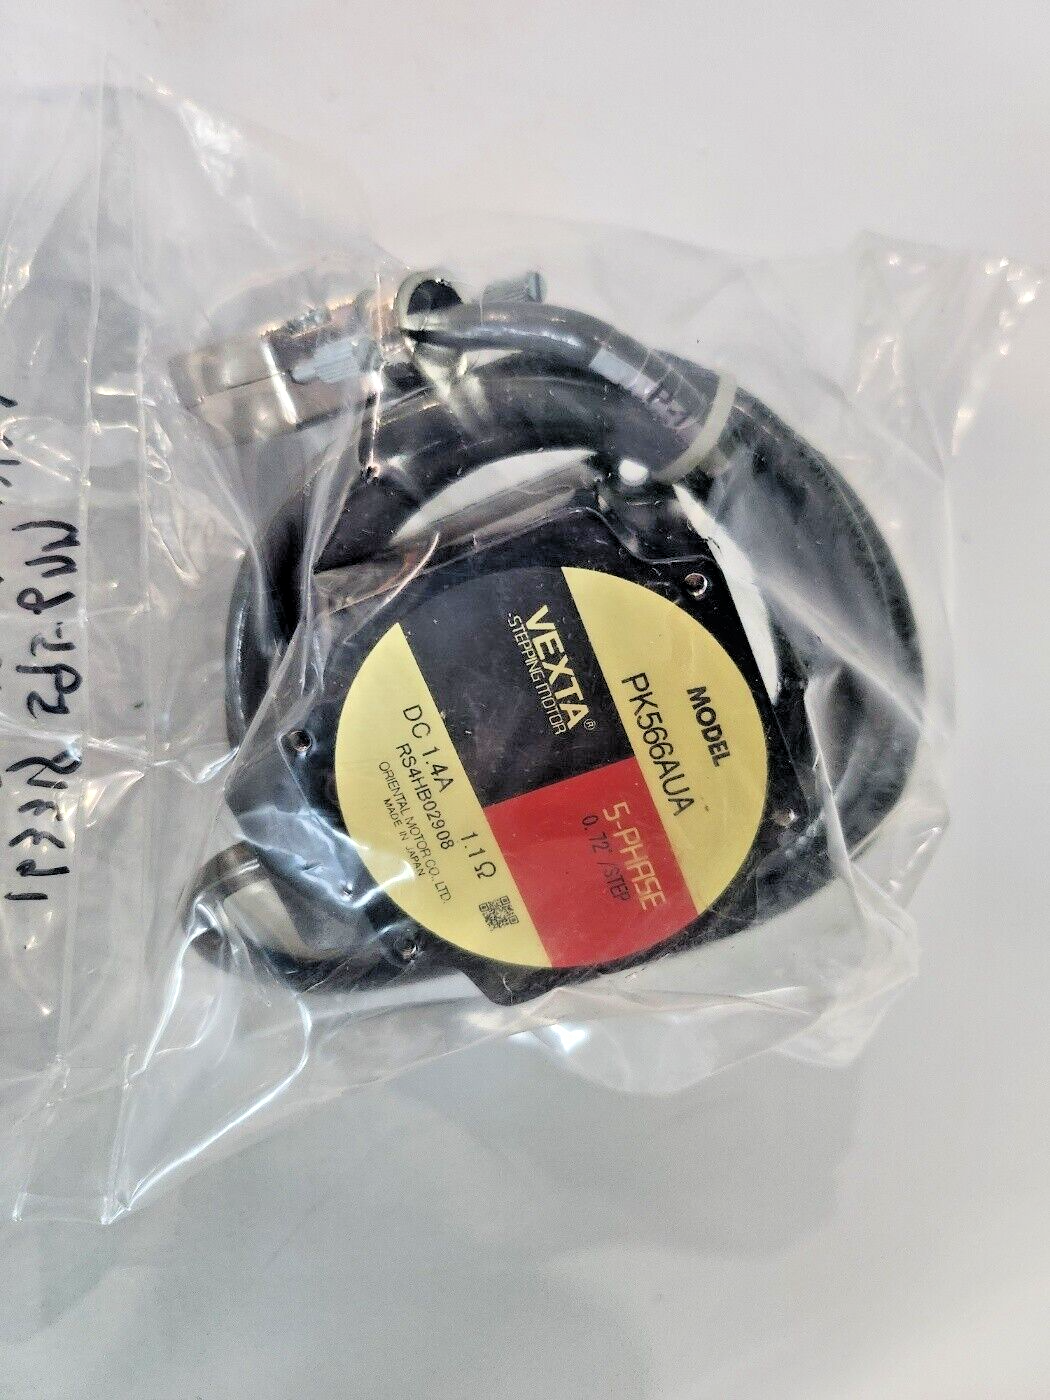 VEXTA®
-STEPPING MOTOR
MODEL
PK566AUA
5-PHASE
0.72°/STEP
DC 1.4A 1.1Ω
RS4HB02908
ORIENTAL MOTOR CO.,LTD.
MADE IN JAPAN